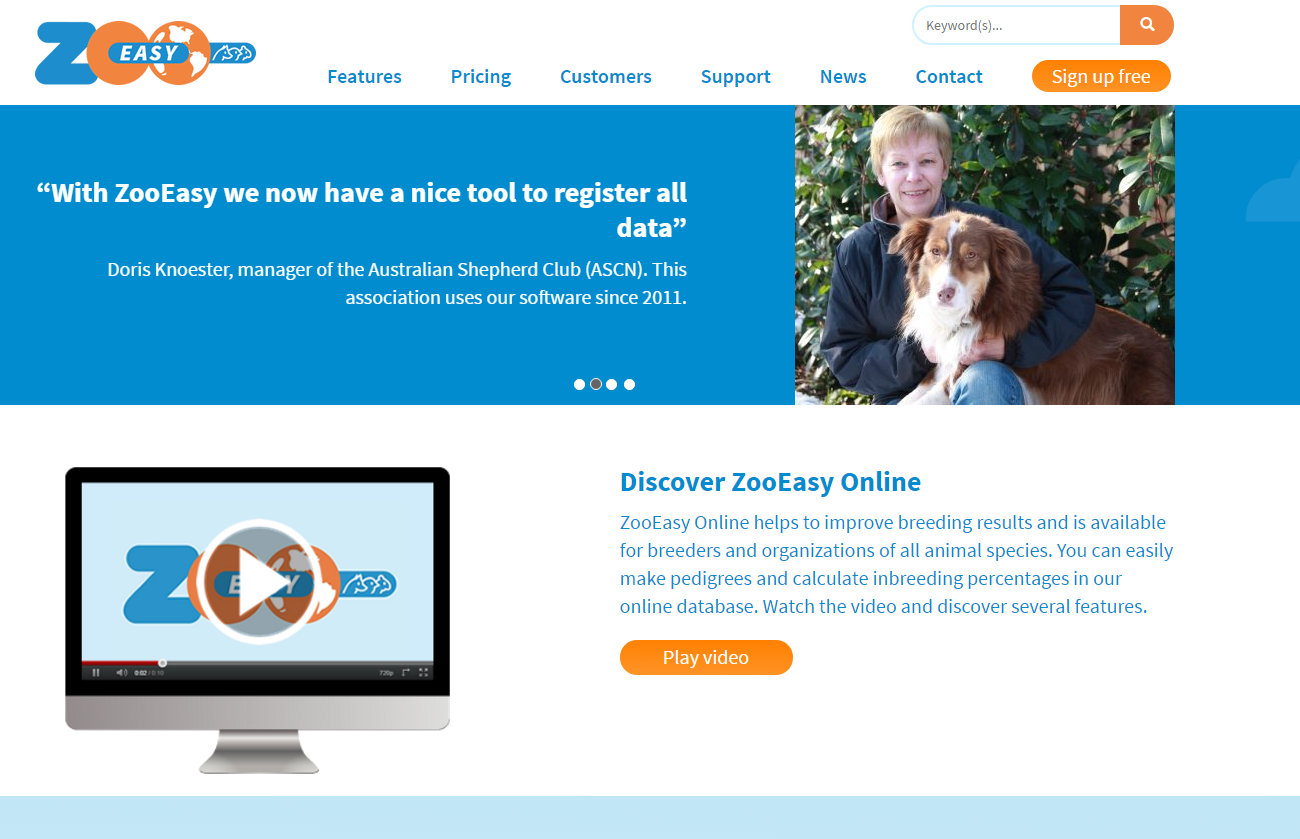 ZOO EASY
Keyword(s)...
Features Pricing Customers Support News Contact Sign up free
“With ZooEasy we now have a nice tool to register all
data”
Doris Knoester, manager of the Australian Shepherd Club (ASCN). This
association uses our software since 2011.
ZOO EASY
0:02 / 0:10 720p
Discover ZooEasy Online
ZooEasy Online helps to improve breeding results and is available
for breeders and organizations of all animal species. You can easily
make pedigrees and calculate inbreeding percentages in our
online database. Watch the video and discover several features.
Play video